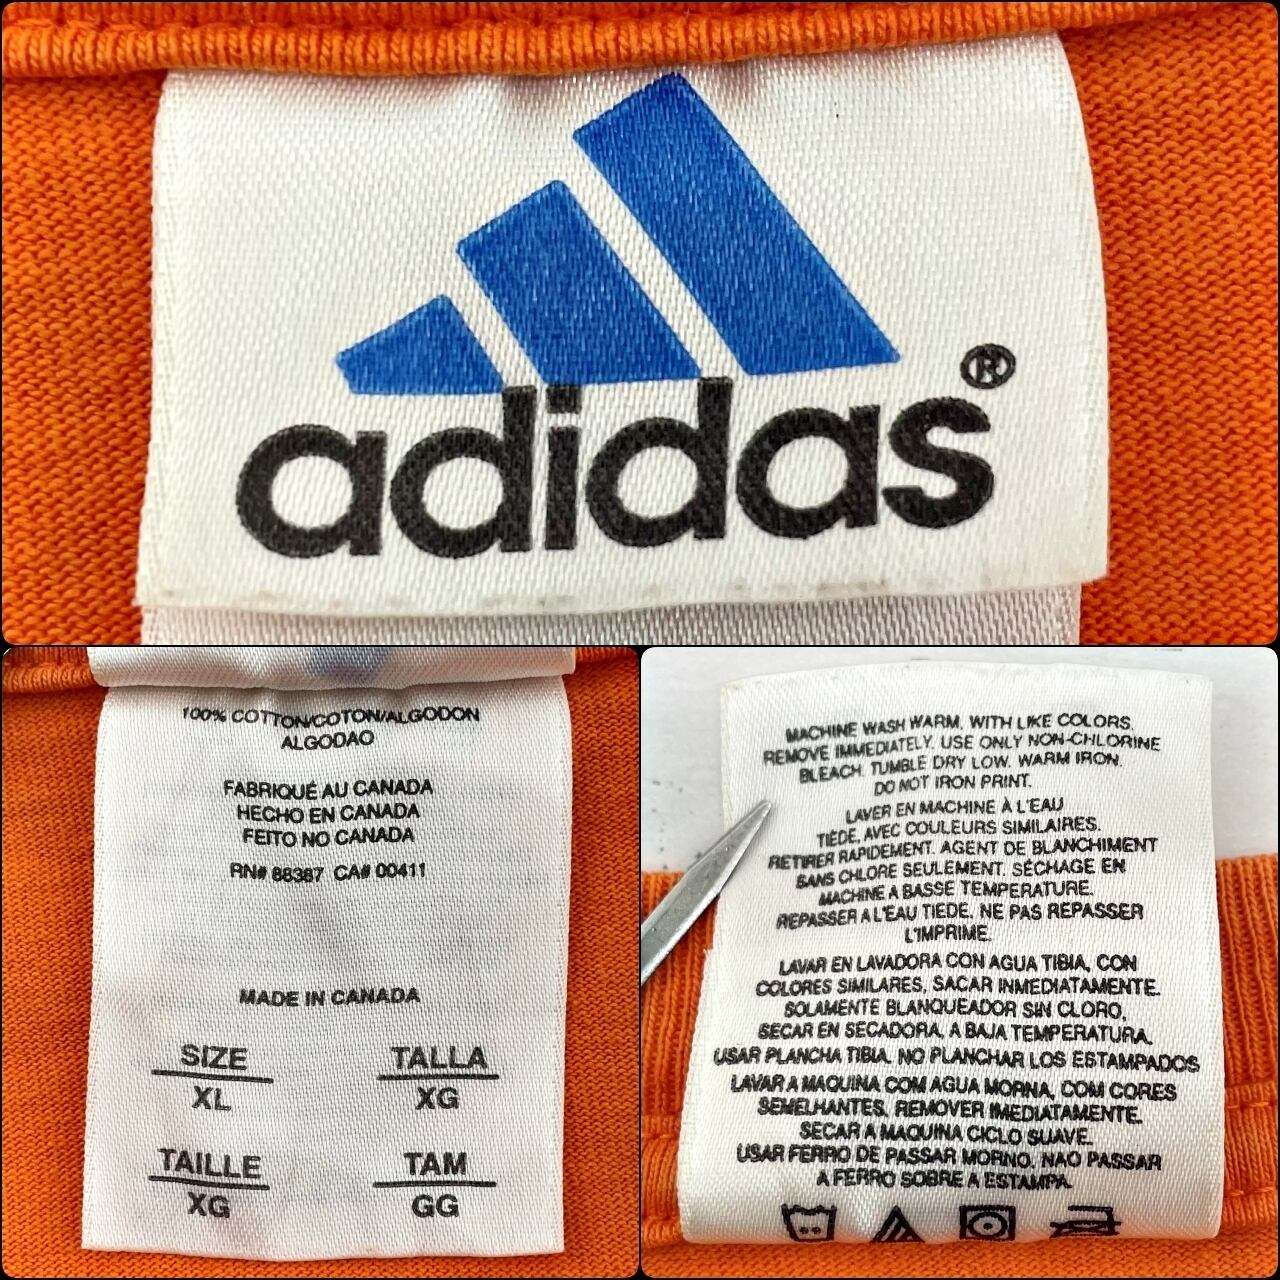 adidas®
100% COTTON/COTON/ALGODON
ALGODAO
FABRIQUÉ AU CANADA
HECHO EN CANADA
FEITO NO CANADA
RN# 88387 CA# 00411
MADE IN CANADA
SIZE
XL
TALLA
XG
TAILLE
XG
TAM
GG
MACHINE WASH WARM, WITH LIKE COLORS.
REMOVE IMMEDIATELY. USE ONLY NON-CHLORINE
BLEACH. TUMBLE DRY LOW. WARM IRON.
DO NOT IRON PRINT.
LAVER EN MACHINE À L'EAU
TIÈDE, AVEC COULEURS SIMILAIRES.
RETIRER RAPIDEMENT. AGENT DE BLANCHIMENT
SANS CHLORE SEULEMENT. SÉCHAGE EN
MACHINE A BASSE TEMPERATURE.
REPASSER A L'EAU TIEDE. NE PAS REPASSER
L'IMPRIME.
LAVAR EN LAVADORA CON AGUA TIBIA, CON
COLORES SIMILARES, SACAR INMEDIATAMENTE.
SOLAMENTE BLANQUEADOR SIN CLORO,
SECAR EN SECADORA, A BAJA TEMPERATURA.
USAR PLANCHA TIBIA. NO PLANCHAR LOS ESTAMPADOS
LAVAR A MAQUINA COM AGUA MORNA, COM CORES
SEMELHANTES, REMOVER IMEDIATAMENTE.
SECAR A MAQUINA CICLO SUAVE.
USAR FERRO DE PASSAR MORNO. NAO PASSAR
A FERRO SOBRE A ESTAMPA.